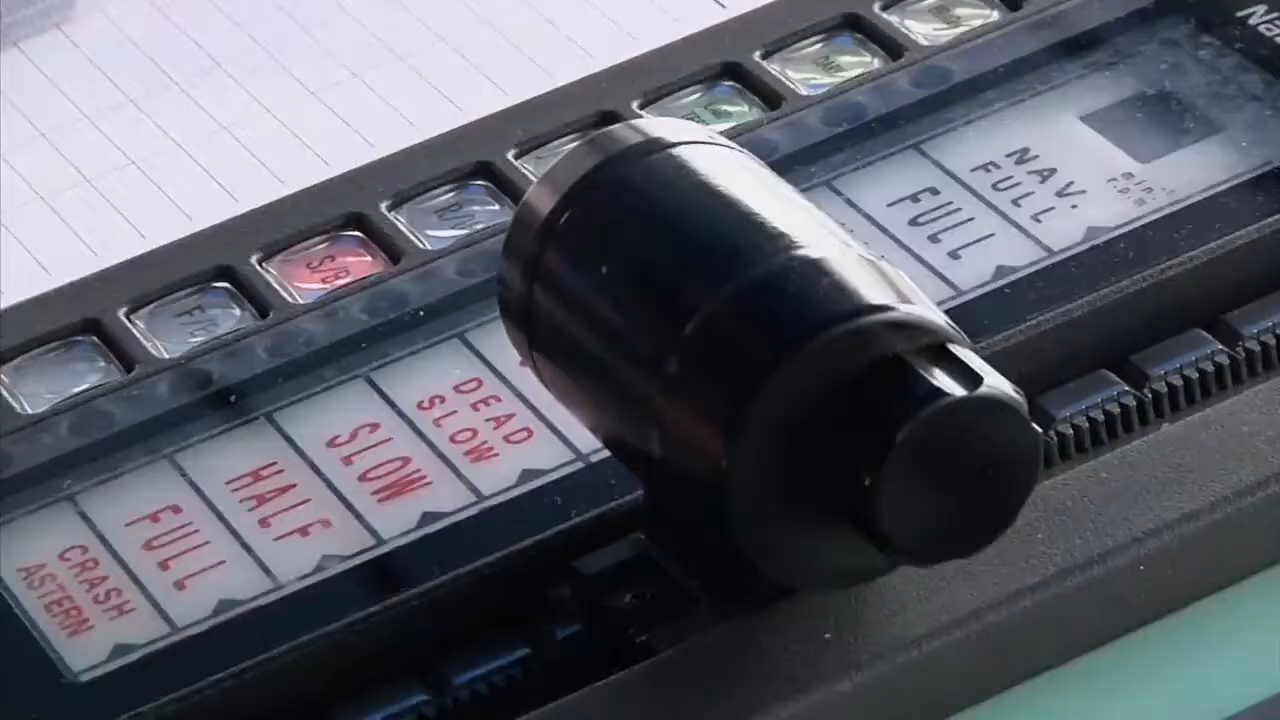 F/E
S/B
CRASH
ASTERN
FULL
HALF
SLOW
DEAD
SLOW
FULL
NAV.
FULL